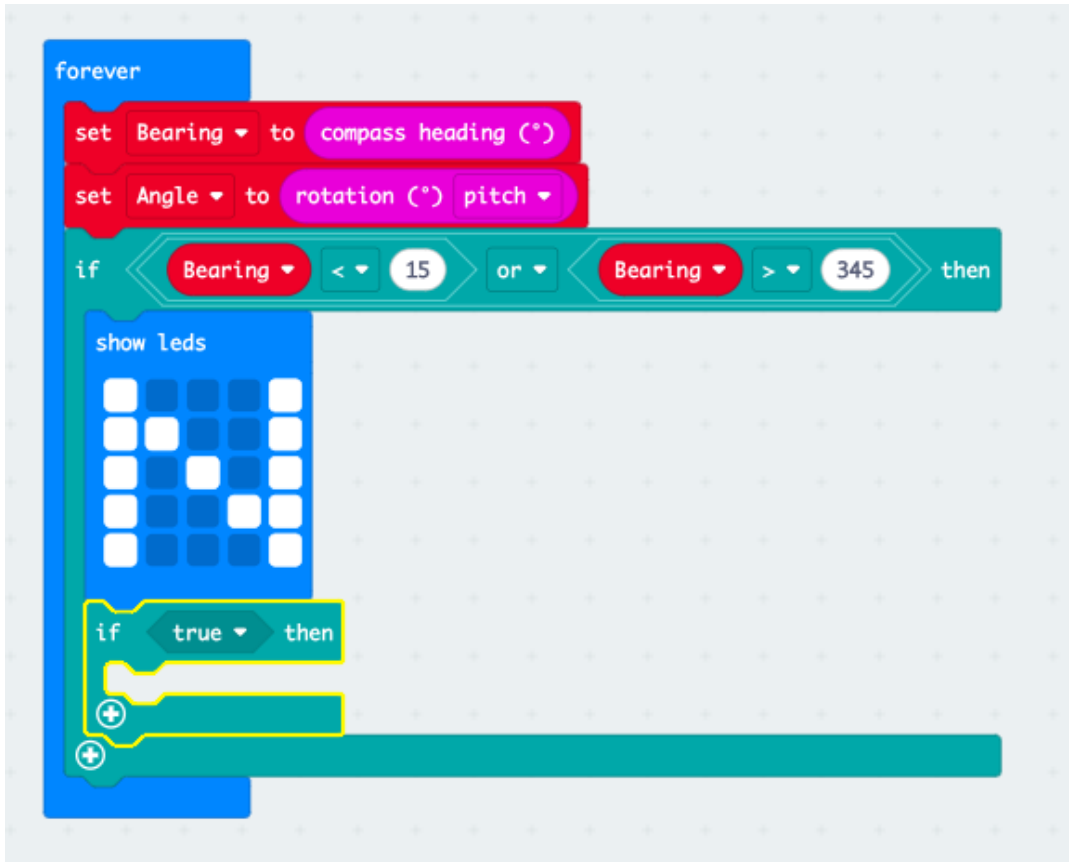 forever
set Bearing to compass heading (°)
set Angle to rotation (°) pitch
if Bearing < 15 or Bearing > 345 then
show leds
if true then